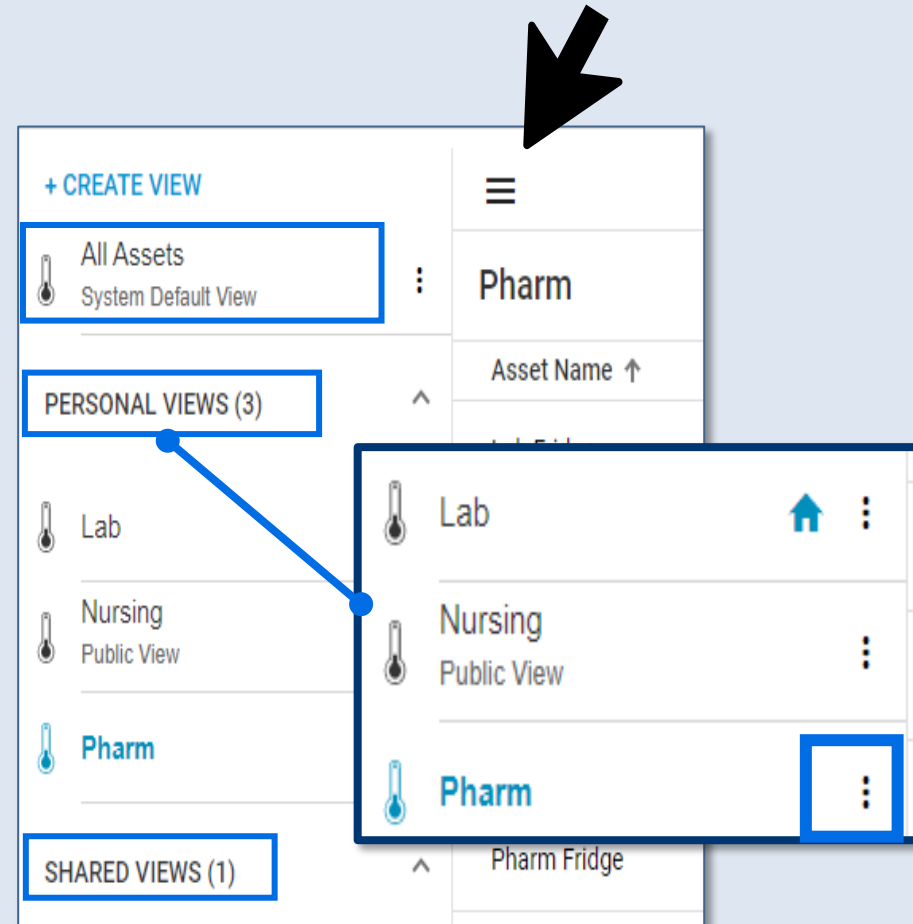 + CREATE VIEW
All Assets
System Default View
Pharm
Asset Name
PERSONAL VIEWS (3)
Lab
Nursing
Public View
Pharm
Lab
Nursing
Public View
Pharm
SHARED VIEWS (1)
Pharm Fridge